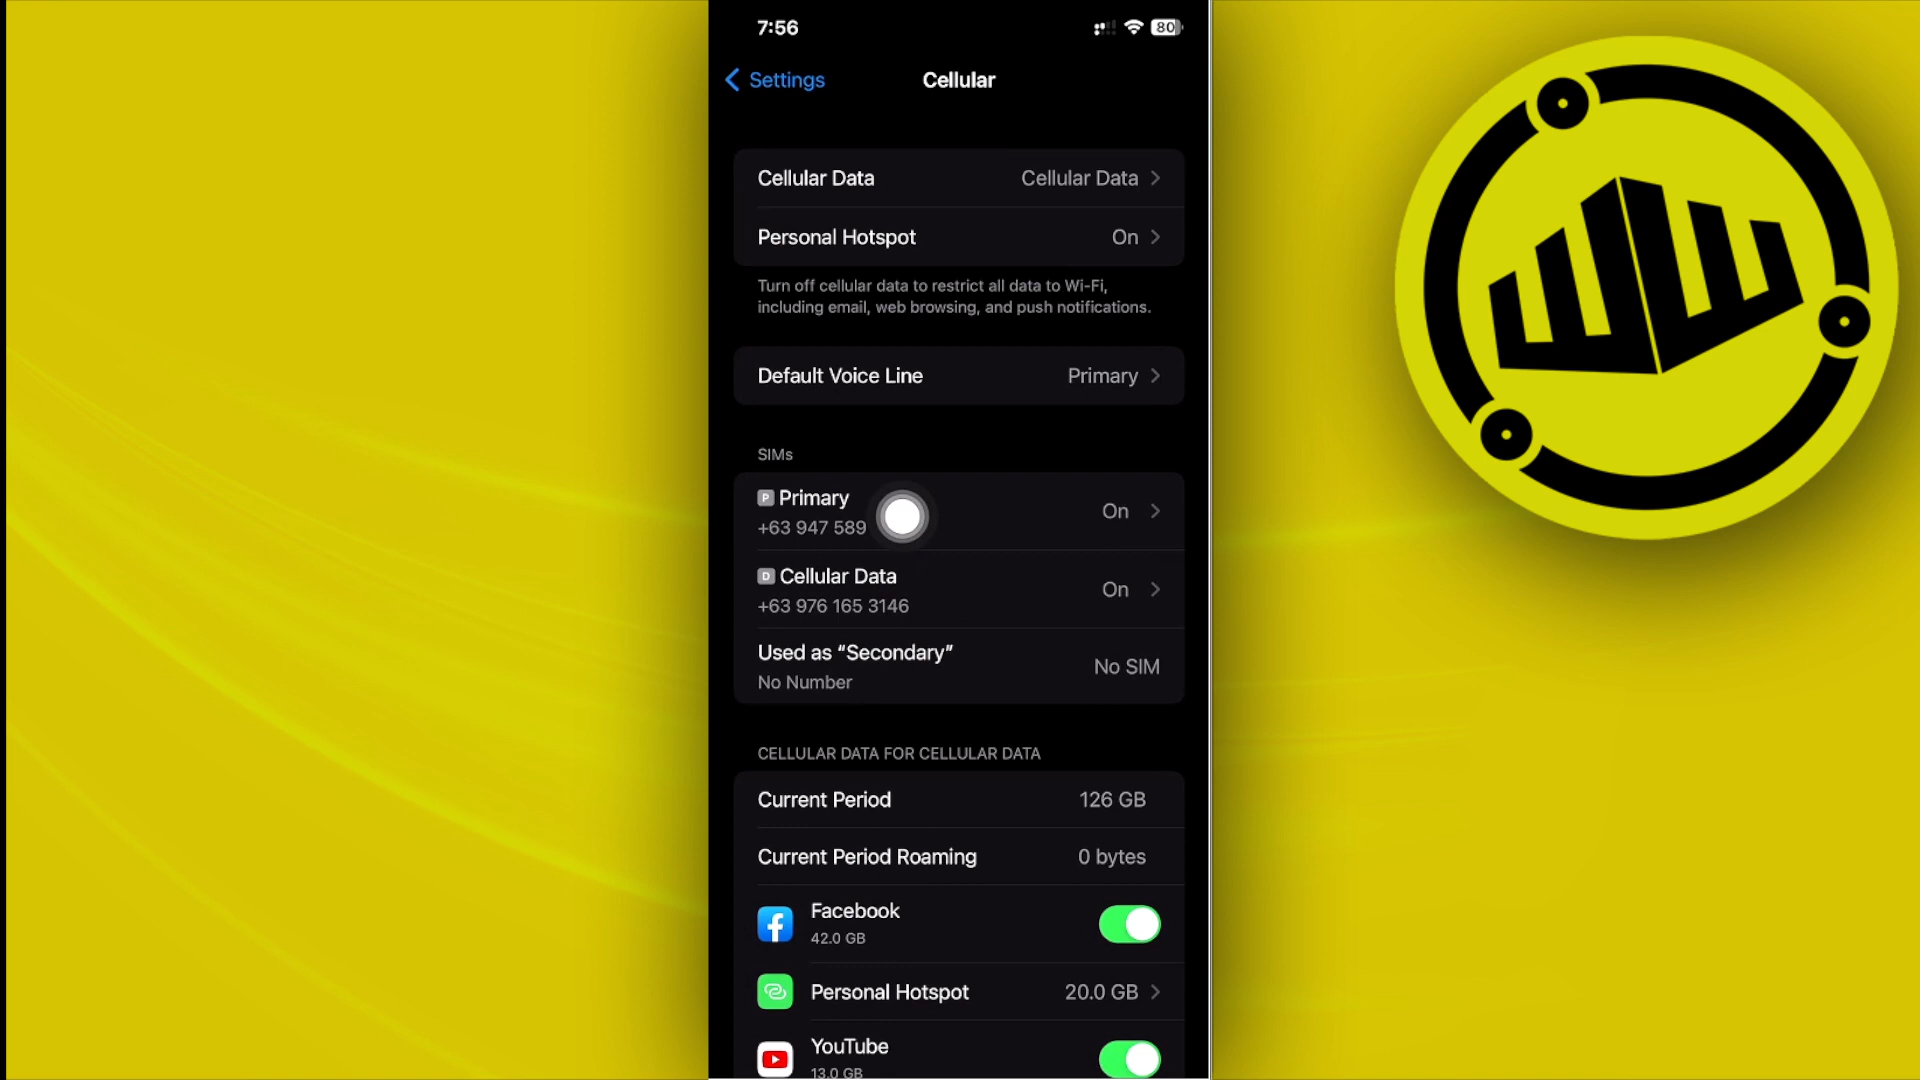 7:56
80
Settings
Cellular
Cellular Data
Cellular Data
Personal Hotspot
On
Turn off cellular data to restrict all data to Wi-Fi,
including email, web browsing, and push notifications.
Default Voice Line
Primary
SIMs
P Primary
+63 947 589
On
D Cellular Data
+63 976 165 3146
On
Used as “Secondary”
No Number
No SIM
CELLULAR DATA FOR CELLULAR DATA
Current Period
126 GB
Current Period Roaming
0 bytes
Facebook
42.0 GB
Personal Hotspot
20.0 GB
YouTube
13.0 GB